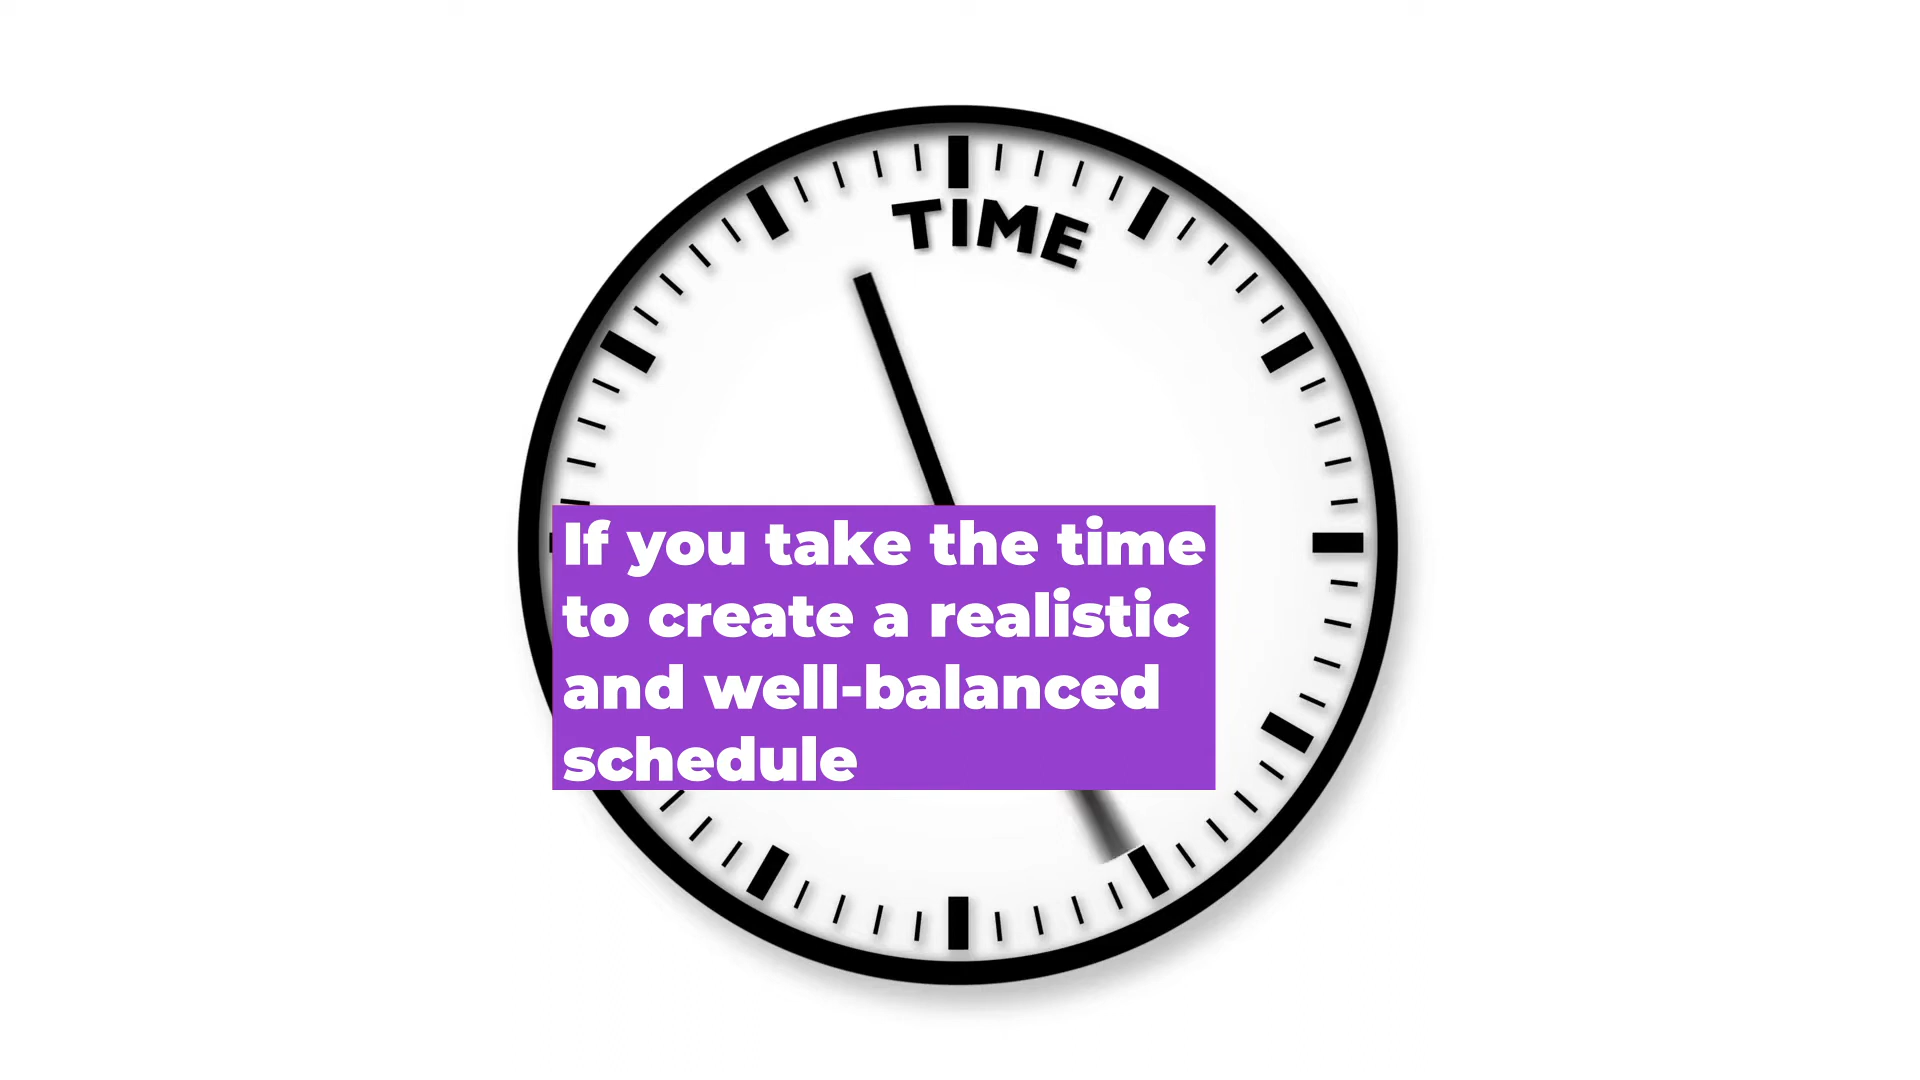 TIME
If you take the time
to create a realistic
and well-balanced
schedule